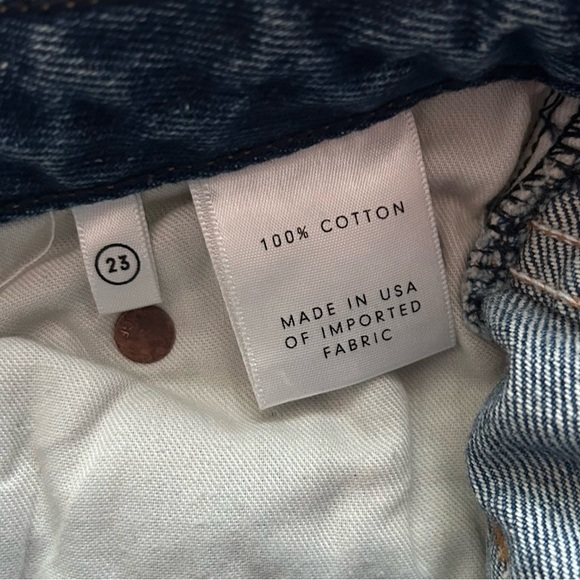 23
100% COTTON
MADE IN USA
OF IMPORTED
FABRIC